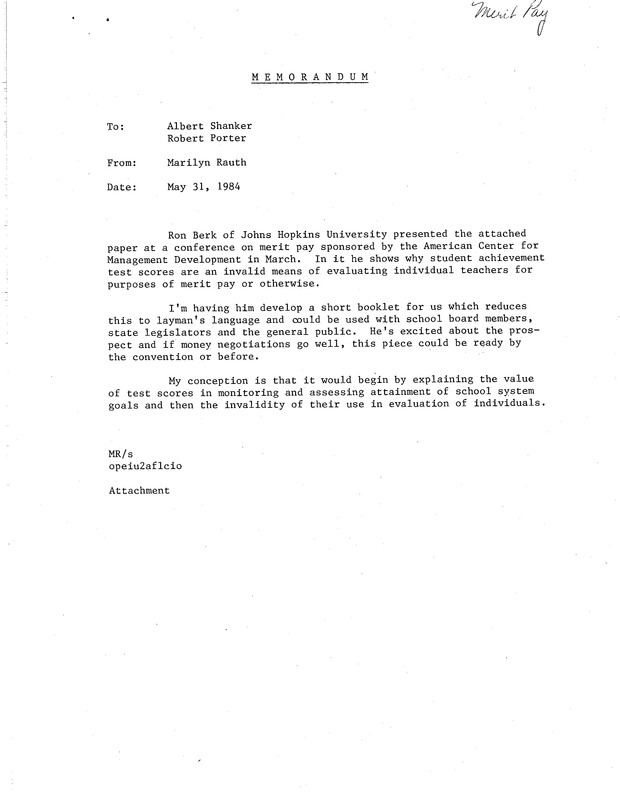 Merit Pay
MEMORANDUM
To: Albert Shanker
Robert Porter
From: Marilyn Rauth
Date: May 31, 1984
Ron Berk of Johns Hopkins University presented the attached
paper at a conference on merit pay sponsored by the American Center for
Management Development in March. In it he shows why student achievement
test scores are an invalid means of evaluating individual teachers for
purposes of merit pay or otherwise.
I'm having him develop a short booklet for us which reduces
this to layman's language and could be used with school board members,
state legislators and the general public. He's excited about the pros-
pect and if money negotiations go well, this piece could be ready by
the convention or before.
My conception is that it would begin by explaining the value
of test scores in monitoring and assessing attainment of school system
goals and then the invalidity of their use in evaluation of individuals.
MR/s
opeiu2aflcio
Attachment